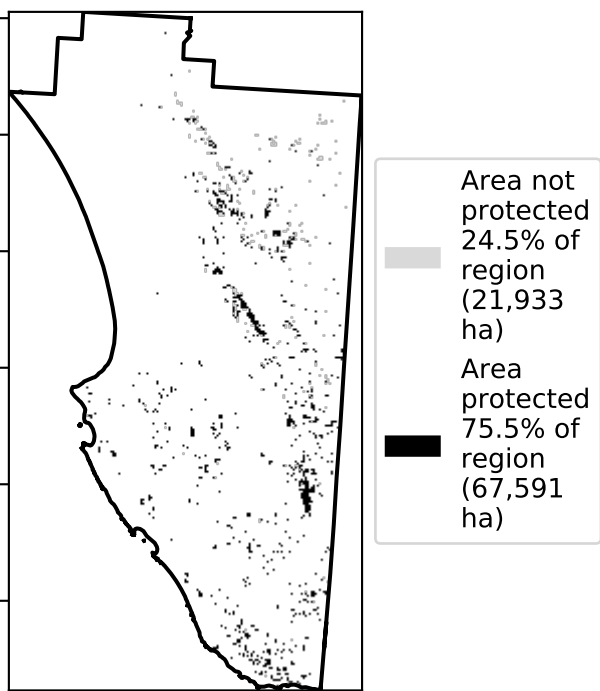 Area not
protected
24.5% of
region
(21,933
ha)
Area
protected
75.5% of
region
(67,591
ha)